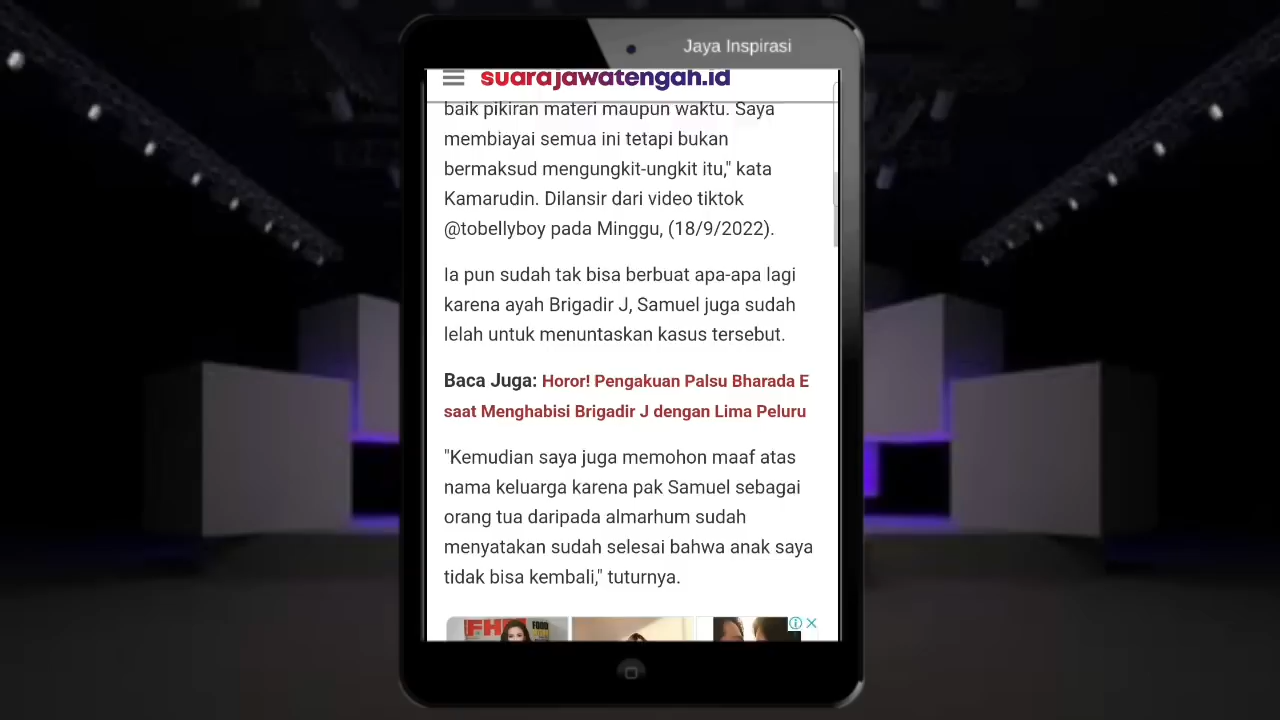 Jaya Inspirasi
suarajawatengah.id
baik pikiran materi maupun waktu. Saya
membiayai semua ini tetapi bukan
bermaksud mengungkit-ungkit itu," kata
Kamarudin. Dilansir dari video tiktok
@tobellyboy pada Minggu, (18/9/2022).
Ia pun sudah tak bisa berbuat apa-apa lagi
karena ayah Brigadir J, Samuel juga sudah
lelah untuk menuntaskan kasus tersebut.
Baca Juga: Horor! Pengakuan Palsu Bharada E
saat Menghabisi Brigadir J dengan Lima Peluru
"Kemudian saya juga memohon maaf atas
nama keluarga karena pak Samuel sebagai
orang tua daripada almarhum sudah
menyatakan sudah selesai bahwa anak saya
tidak bisa kembali," tuturnya.
FHM